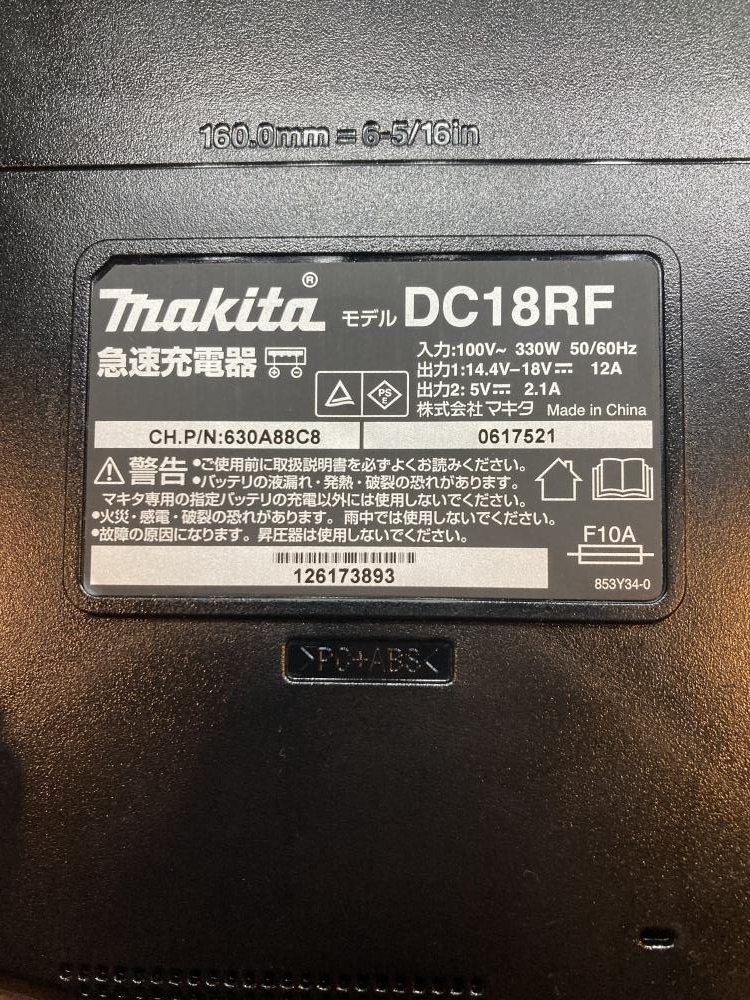 160.0mm = 6-5/16in
makita®
モデル DC18RF
急速充電器
入力:100V~ 330W 50/60Hz
出力1:14.4V-18V⎓ 12A
出力2:5V⎓ 2.1A
株式会社マキタ Made in China
PS
E
CH.P/N:630A88C8
0617521
⚠警告
•ご使用前に取扱説明書を必ずよくお読みください。
•バッテリの液漏れ・発熱・破裂の恐れがあります。
マキタ専用の指定バッテリの充電以外には使用しないでください。
•火災・感電・破裂の恐れがあります。雨中では使用しないでください。
•故障の原因になります。昇圧器は使用しないでください。
F10A
126173893
853Y34-0
>PC+ABS<